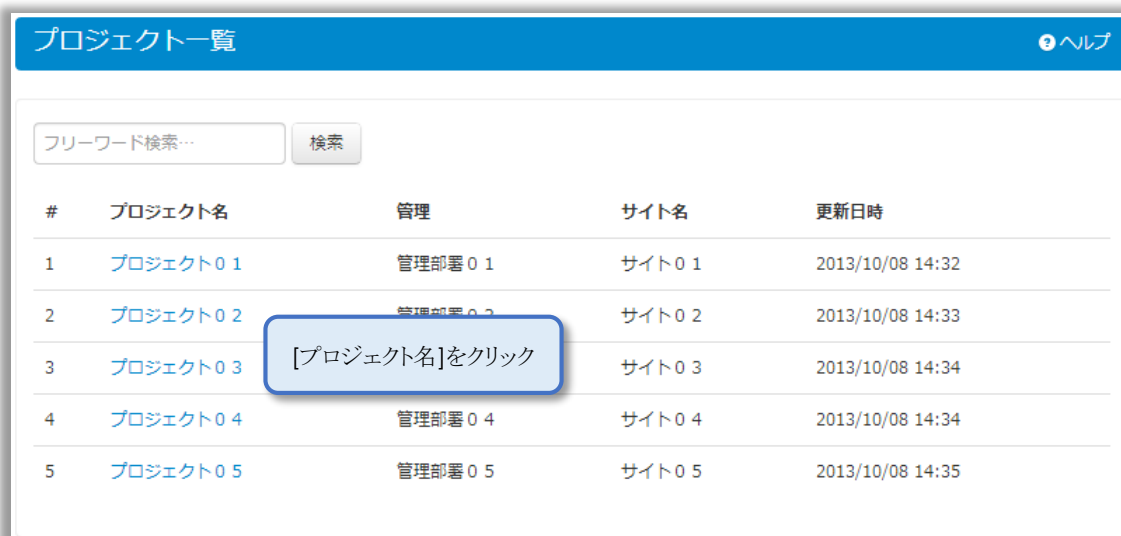 プロジェクト一覧 ヘルプ
フリーワード検索… 検索
# プロジェクト名 管理 サイト名 更新日時
1 プロジェクト０１ 管理部署０１ サイト０１ 2013/10/08 14:32
2 プロジェクト０２ サイト０２ 2013/10/08 14:33
[プロジェクト名]をクリック
3 プロジェクト０３ サイト０３ 2013/10/08 14:34
4 プロジェクト０４ 管理部署０４ サイト０４ 2013/10/08 14:34
5 プロジェクト０５ 管理部署０５ サイト０５ 2013/10/08 14:35